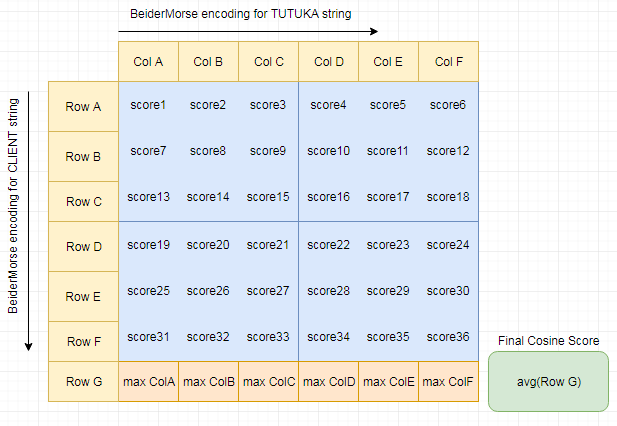 BeiderMorse encoding for TUTUKA string
Col A Col B Col C Col D Col E Col F
BeiderMorse encoding for CLIENT string
Row A score1 score2 score3 score4 score5 score6
Row B score7 score8 score9 score10 score11 score12
Row C score13 score14 score15 score16 score17 score18
Row D score19 score20 score21 score22 score23 score24
Row E score25 score26 score27 score28 score29 score30
Row F score31 score32 score33 score34 score35 score36
Row G max ColA max ColB max ColC max ColD max ColE max ColF
Final Cosine Score
avg(Row G)